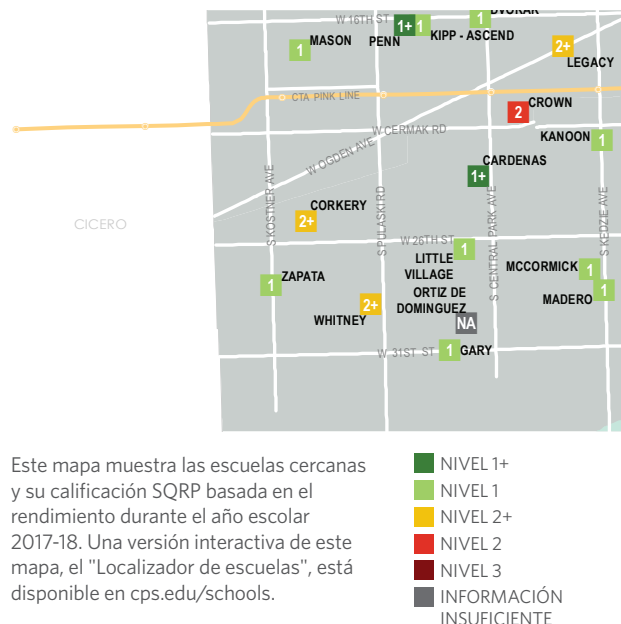 DVORAK
W 16TH ST
1+
1
1
PENN
KIPP - ASCEND
1
MASON
2+
LEGACY
CTA PINK LINE
CROWN
2
W CERMAK RD
KANOON
1
W OGDEN AVE
CARDENAS
1+
S KOSTNER AVE
S PULASKI RD
S CENTRAL PARK AVE
S KEDZIE AVE
CORKERY
2+
CICERO
W 26TH ST
1
LITTLE
VILLAGE
MCCORMICK
1
ZAPATA
1
ORTIZ DE
DOMINGUEZ
MADERO
1
2+
WHITNEY
NA
W 31ST ST
1
GARY
Este mapa muestra las escuelas cercanas
y su calificación SQRP basada en el
rendimiento durante el año escolar
2017-18. Una versión interactiva de este
mapa, el "Localizador de escuelas", está
disponible en cps.edu/schools.
NIVEL 1+
NIVEL 1
NIVEL 2+
NIVEL 2
NIVEL 3
INFORMACIÓN
INSUFICIENTE